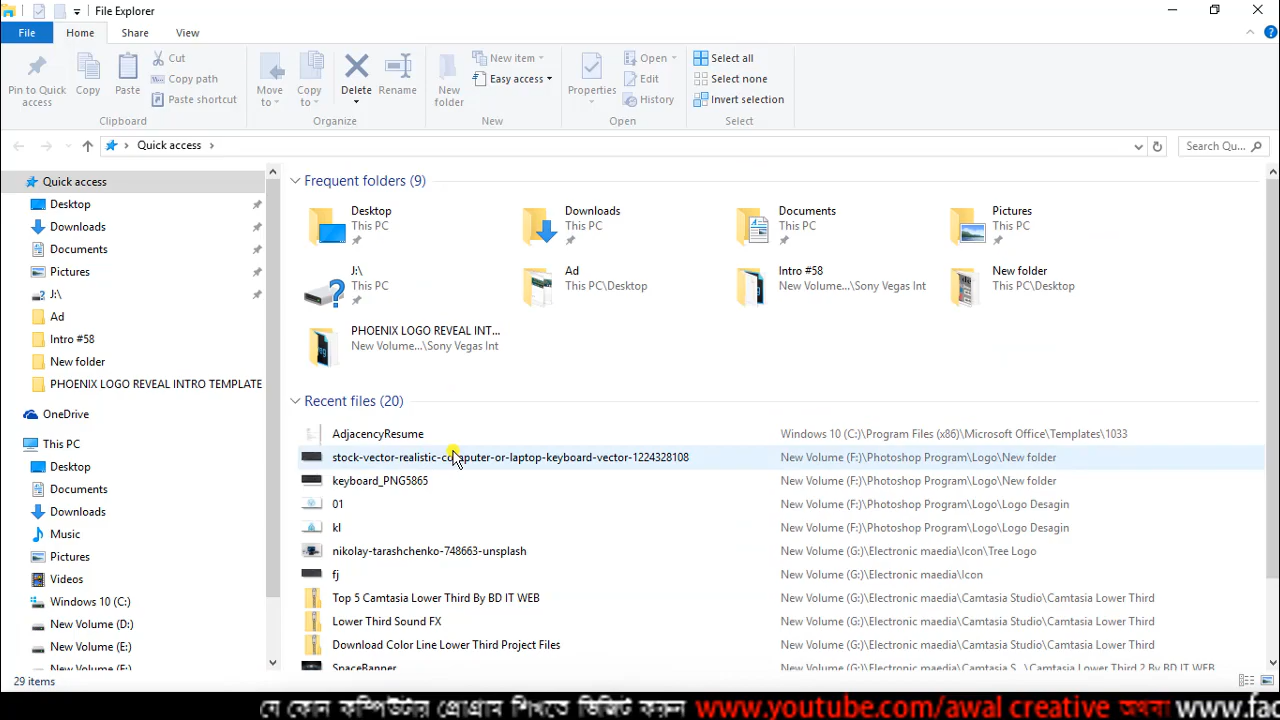 File Explorer
File Home Share View
Pin to Quick access
Copy
Paste
Cut
Copy path
Paste shortcut
Clipboard
Move to
Copy to
Delete
Rename
Organize
New folder
New item
Easy access
New
Properties
Open
Edit
History
Open
Select all
Select none
Invert selection
Select
Quick access
Search Qu...
Quick access
Desktop
Downloads
Documents
Pictures
J:\
Ad
Intro #58
New folder
PHOENIX LOGO REVEAL INTRO TEMPLATE
OneDrive
This PC
Desktop
Documents
Downloads
Music
Pictures
Videos
Windows 10 (C:)
New Volume (D:)
New Volume (E:)
New Volume (F:)
Frequent folders (9)
Desktop
This PC
Downloads
This PC
Documents
This PC
Pictures
This PC
J:\
This PC
Ad
This PC\Desktop
Intro #58
New Volume...\Sony Vegas Int
New folder
This PC\Desktop
PHOENIX LOGO REVEAL INT...
New Volume...\Sony Vegas Int
Recent files (20)
AdjacencyResume Windows 10 (C:)\Program Files (x86)\Microsoft Office\Templates\1033
stock-vector-realistic-computer-or-laptop-keyboard-vector-1224328108 New Volume (F:)\Photoshop Program\Logo\New folder
keyboard_PNG5865 New Volume (F:)\Photoshop Program\Logo\New folder
01 New Volume (F:)\Photoshop Program\Logo\Logo Desagin
kl New Volume (F:)\Photoshop Program\Logo\Logo Desagin
nikolay-tarashchenko-748663-unsplash New Volume (G:)\Electronic maedia\Icon\Tree Logo
fj New Volume (G:)\Electronic maedia\Icon
Top 5 Camtasia Lower Third By BD IT WEB New Volume (G:)\Electronic maedia\Camtasia Studio\Camtasia Lower Third
Lower Third Sound FX New Volume (G:)\Electronic maedia\Camtasia Studio\Camtasia Lower Third
Download Color Line Lower Third Project Files New Volume (G:)\Electronic maedia\Camtasia Studio\Camtasia Lower Third
SpaceBanner New Volume (G:)\Electronic maedia\Camtasia S...\Camtasia Lower Third 2 By BD IT WEB
29 items
যে কোন কম্পিউটার প্রোগ্রাম শিখতে ভিজিট করুন www.youtube.com/awal creative অথবা www.fac